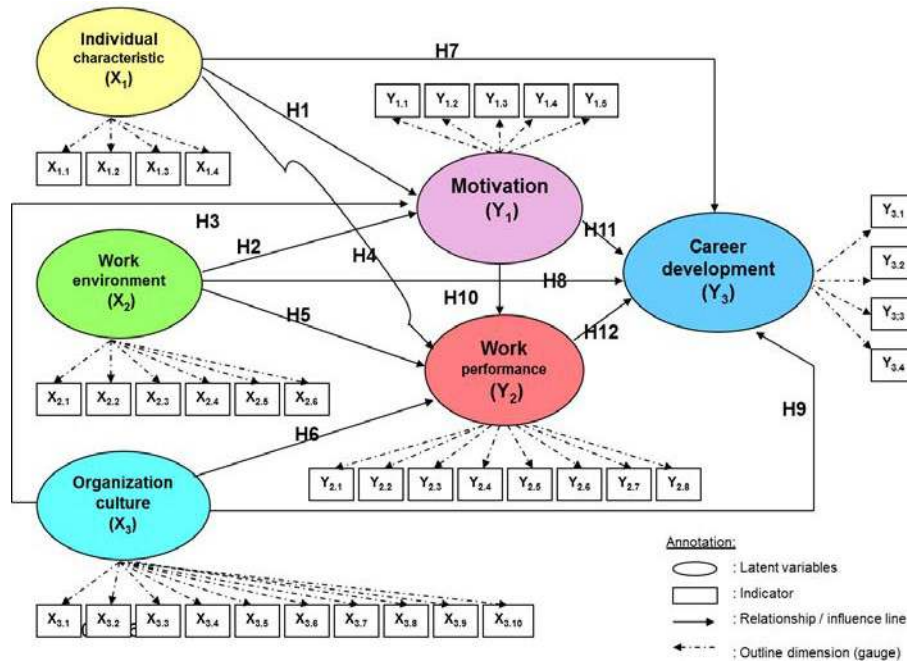 Individual
characteristic
(X1)
H7
H1
Y1.1 Y1.2 Y1.3 Y1.4 Y1.5
X1.1 X1.2 X1.3 X1.4
Motivation
(Y1)
H3
H2
H4
H11
Y3.1
Y3.2
Y3;3
Y3.4
Work
environment
(X2)
Career
development
(Y3)
H8
H10
H5
H12
Work
performance
(Y2)
X2.1 X2.2 X2.3 X2.4 X2.5 X2.6
H9
H6
Organization
culture
(X3)
Y2.1 Y2.2 Y2.3 Y2.4 Y2.5 Y2.6 Y2.7 Y2.8
Annotation:
: Latent variables
: Indicator
: Relationship / influence line
: Outline dimension (gauge)
X3.1 X3.2 X3.3 X3.4 X3.5 X3.6 X3.7 X3.8 X3.9 X3.10